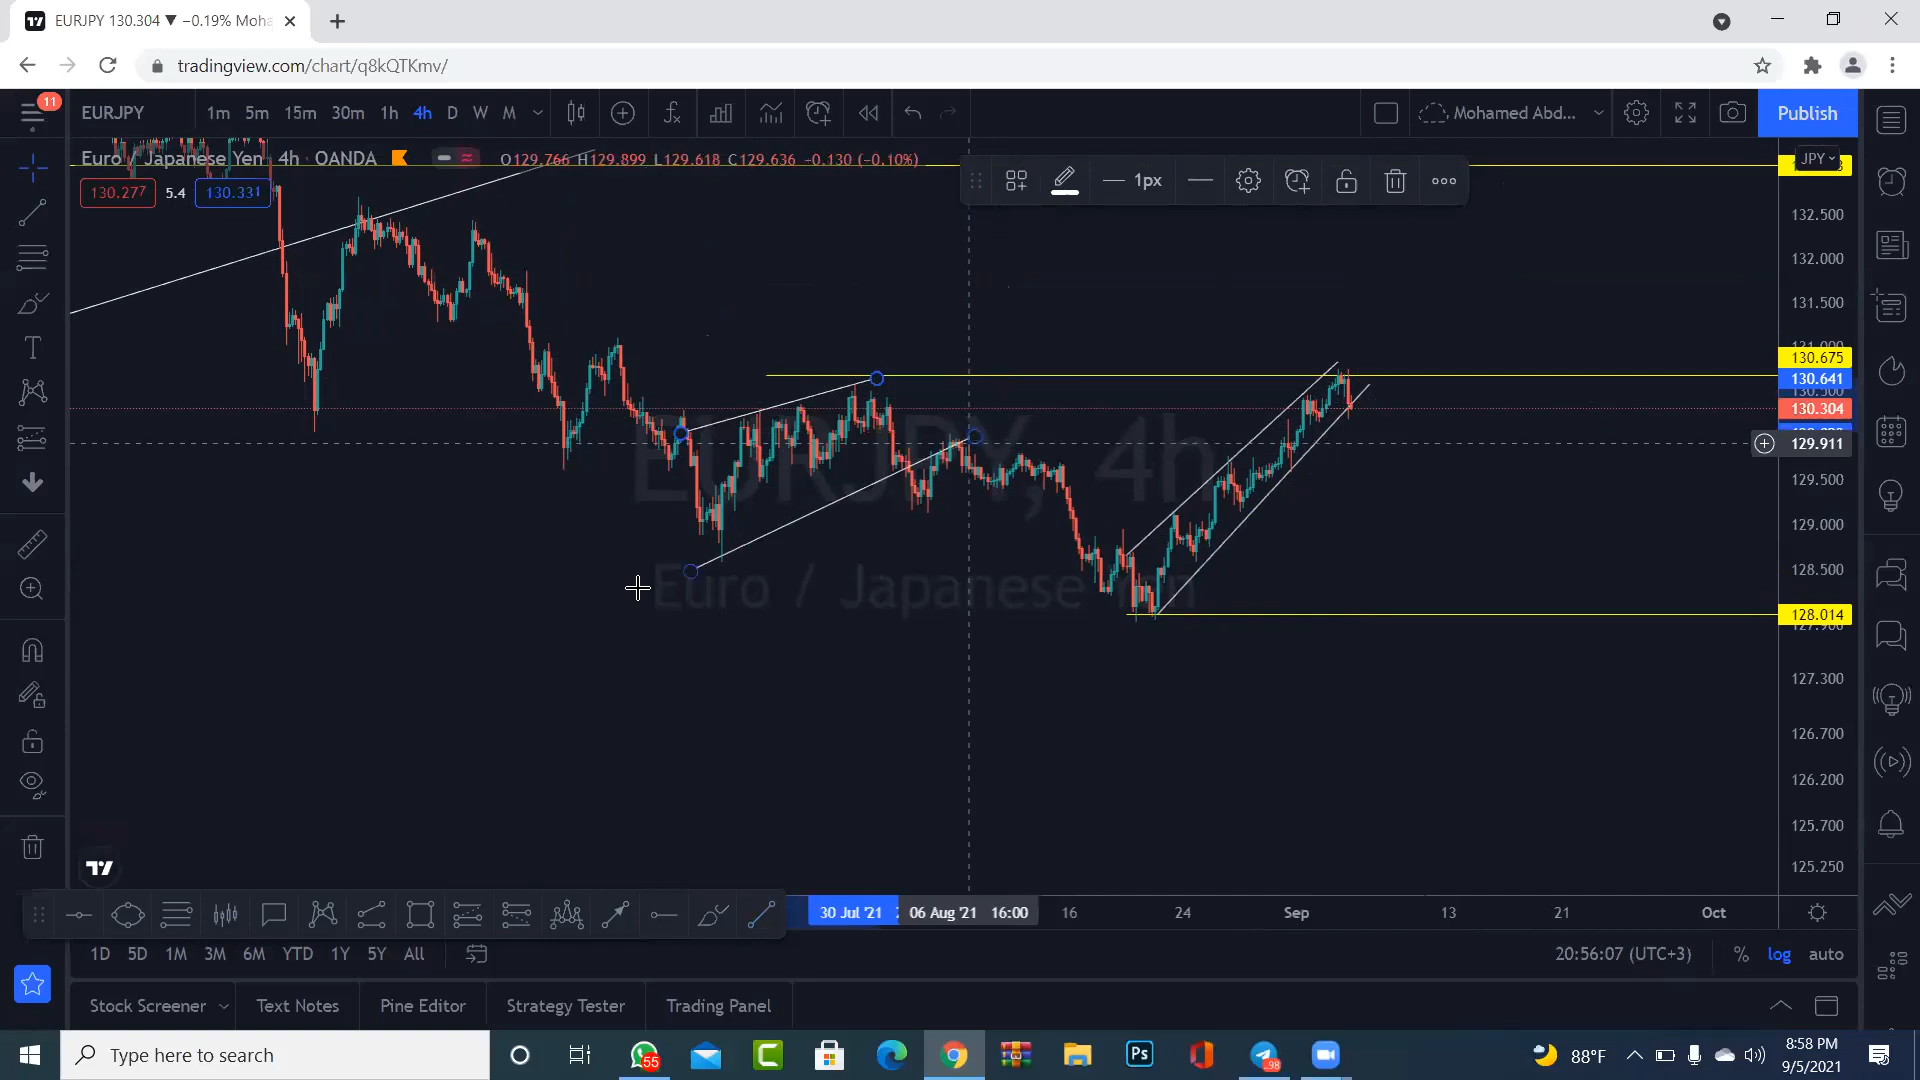 EURJPY 130.304 ▼ −0.19% Moha
tradingview.com/chart/q8kQTKmv/
11
EURJPY 1m 5m 15m 30m 1h 4h D W M
Mohamed Abd...
Publish
Euro / Japanese Yen 4h · OANDA
O129.766 H129.899 L129.618 C129.636 −0.130 (−0.10%)
130.277 5.4 130.331
1px
JPY
132.500
132.000
131.500
131.000
130.675
130.641
130.304
129.911
129.500
129.000
128.500
128.014
127.300
126.700
126.200
125.700
125.250
EURJPY, 4h
Euro / Japanese Yen
30 Jul '21 06 Aug '21 16:00 16 24 Sep 13 21 Oct
1D 5D 1M 3M 6M YTD 1Y 5Y All
20:56:07 (UTC+3) % log auto
Stock Screener Text Notes Pine Editor Strategy Tester Trading Panel
Type here to search
55
Ps
98
88°F
8:58 PM
9/5/2021